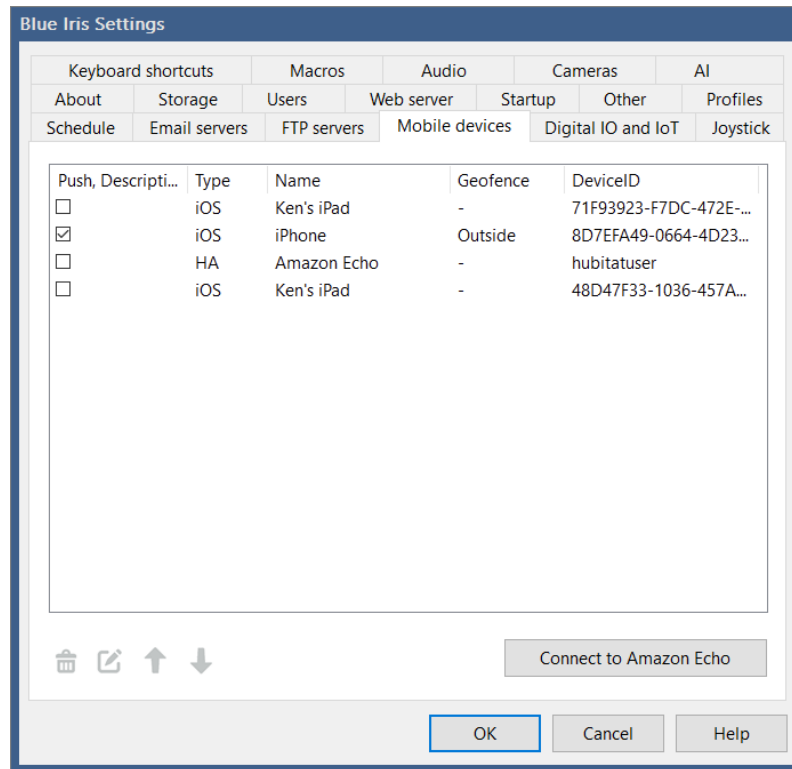 Blue Iris Settings
Keyboard shortcuts Macros Audio Cameras AI
About Storage Users Web server Startup Other Profiles
Schedule Email servers FTP servers Mobile devices Digital IO and IoT Joystick
Push, Descripti... Type Name Geofence DeviceID
iOS Ken's iPad - 71F93923-F7DC-472E-...
iOS iPhone Outside 8D7EFA49-0664-4D23...
HA Amazon Echo - hubitatuser
iOS Ken's iPad - 48D47F33-1036-457A...
Connect to Amazon Echo
OK Cancel Help